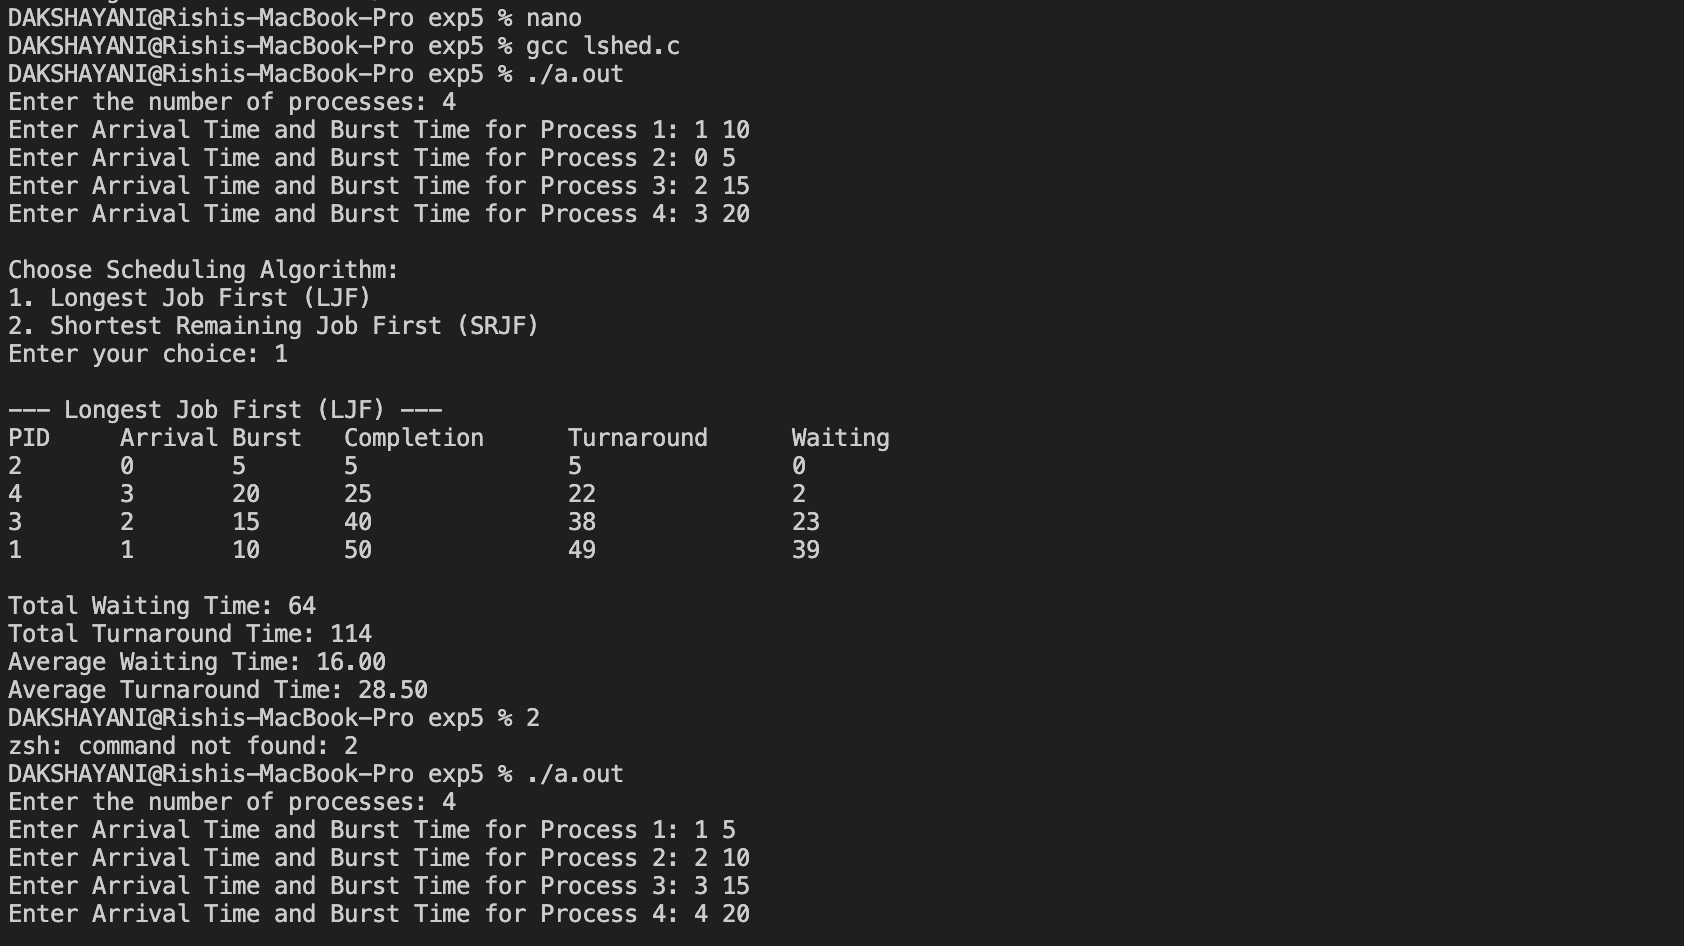 DAKSHAYANI@Rishis-MacBook-Pro exp5 % nano
DAKSHAYANI@Rishis-MacBook-Pro exp5 % gcc lshed.c
DAKSHAYANI@Rishis-MacBook-Pro exp5 % ./a.out
Enter the number of processes: 4
Enter Arrival Time and Burst Time for Process 1: 1 10
Enter Arrival Time and Burst Time for Process 2: 0 5
Enter Arrival Time and Burst Time for Process 3: 2 15
Enter Arrival Time and Burst Time for Process 4: 3 20

Choose Scheduling Algorithm:
1. Longest Job First (LJF)
2. Shortest Remaining Job First (SRJF)
Enter your choice: 1

--- Longest Job First (LJF) ---
PID     Arrival Burst   Completion      Turnaround      Waiting
2       0       5       5               5               0
4       3       20      25              22              2
3       2       15      40              38              23
1       1       10      50              49              39

Total Waiting Time: 64
Total Turnaround Time: 114
Average Waiting Time: 16.00
Average Turnaround Time: 28.50
DAKSHAYANI@Rishis-MacBook-Pro exp5 % 2
zsh: command not found: 2
DAKSHAYANI@Rishis-MacBook-Pro exp5 % ./a.out
Enter the number of processes: 4
Enter Arrival Time and Burst Time for Process 1: 1 5
Enter Arrival Time and Burst Time for Process 2: 2 10
Enter Arrival Time and Burst Time for Process 3: 3 15
Enter Arrival Time and Burst Time for Process 4: 4 20